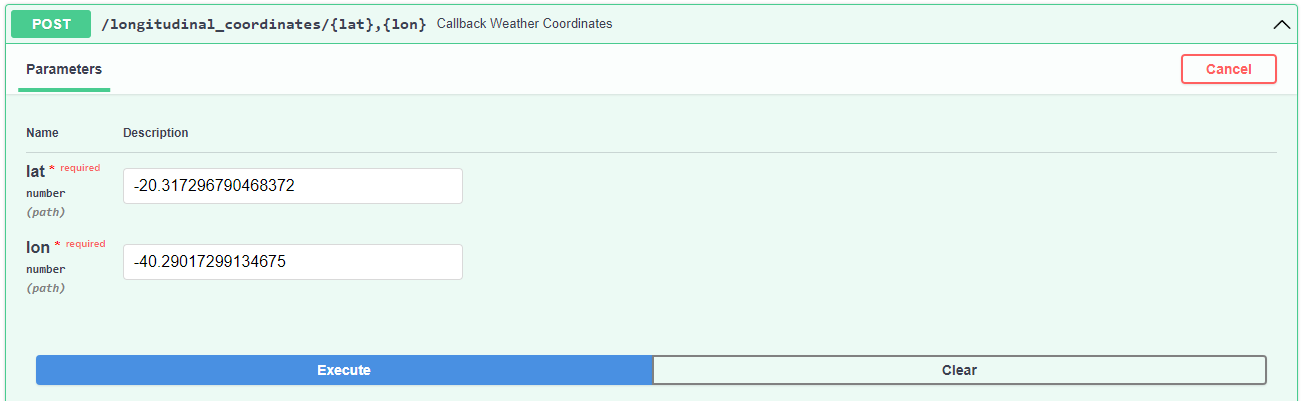 POST /longitudinal_coordinates/{lat},{lon} Callback Weather Coordinates
Parameters Cancel
Name Description
lat * required
number
(path)
-20.317296790468372
lon * required
number
(path)
-40.29017299134675
Execute Clear